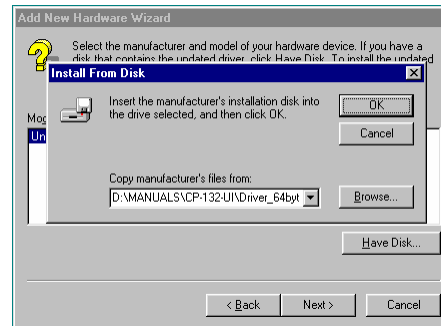 Add New Hardware Wizard
Select the manufacturer and model of your hardware device. If you have a
disk that contains the updated driver, click Have Disk. To install the updated
Install From Disk
Insert the manufacturer's installation disk into
the drive selected, and then click OK.
OK
Cancel
Mod
Un
Copy manufacturer's files from:
D:\MANUALS\CP-132-UI\Driver_64byt
Browse...
Have Disk...
< Back
Next >
Cancel